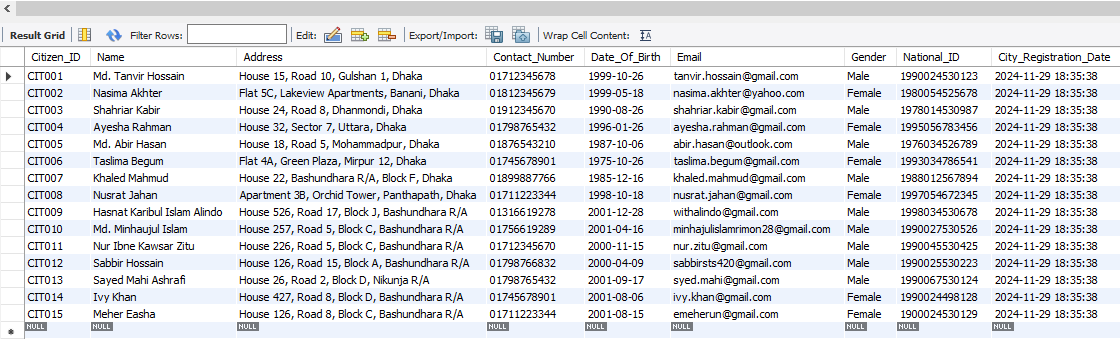 Result Grid Filter Rows: Edit: Export/Import: Wrap Cell Content:
Citizen_ID Name Address Contact_Number Date_Of_Birth Email Gender National_ID City_Registration_Date
CIT001 Md. Tanvir Hossain House 15, Road 10, Gulshan 1, Dhaka 01712345678 1999-10-26 tanvir.hossain@gmail.com Male 1990024530123 2024-11-29 18:35:38
CIT002 Nasima Akhter Flat 5C, Lakeview Apartments, Banani, Dhaka 01812345679 1999-05-18 nasima.akhter@yahoo.com Female 1980054525678 2024-11-29 18:35:38
CIT003 Shahriar Kabir House 24, Road 8, Dhanmondi, Dhaka 01912345670 1990-08-26 shahriar.kabir@gmail.com Male 1978014530987 2024-11-29 18:35:38
CIT004 Ayesha Rahman House 32, Sector 7, Uttara, Dhaka 01798765432 1996-01-26 ayesha.rahman@gmail.com Female 1995056783456 2024-11-29 18:35:38
CIT005 Md. Abir Hasan House 18, Road 5, Mohammadpur, Dhaka 01876543210 1987-10-06 abir.hasan@outlook.com Male 1976034526789 2024-11-29 18:35:38
CIT006 Taslima Begum Flat 4A, Green Plaza, Mirpur 12, Dhaka 01745678901 1975-10-26 taslima.begum@gmail.com Female 1993034786541 2024-11-29 18:35:38
CIT007 Khaled Mahmud House 22, Bashundhara R/A, Block F, Dhaka 01899887766 1985-12-16 khaled.mahmud@gmail.com Male 1988012567894 2024-11-29 18:35:38
CIT008 Nusrat Jahan Apartment 3B, Orchid Tower, Panthapath, Dhaka 01711223344 1998-10-18 nusrat.jahan@gmail.com Female 1997054672345 2024-11-29 18:35:38
CIT009 Hasnat Karibul Islam Alindo House 526, Road 17, Block J, Bashundhara R/A 01316619278 2001-12-28 withalindo@gmail.com Male 1998034530678 2024-11-29 18:35:38
CIT010 Md. Minhaujul Islam House 257, Road 5, Block C, Bashundhara R/A 01756619289 2001-04-16 minhajulislamrimon28@gmail.com Male 1990027530526 2024-11-29 18:35:38
CIT011 Nur Ibne Kawsar Zitu House 226, Road 5, Block C, Bashundhara R/A 01712345670 2000-11-15 nur.zitu@gmail.com Male 1990045530425 2024-11-29 18:35:38
CIT012 Sabbir Hossain House 126, Road 15, Block A, Bashundhara R/A 01798766832 2000-04-09 sabbirsts420@gmail.com Male 1990025530223 2024-11-29 18:35:38
CIT013 Sayed Mahi Ashrafi House 26, Road 2, Block D, Nikunja R/A 01798765432 2001-09-17 syed.mahi@gmail.com Male 1990067530124 2024-11-29 18:35:38
CIT014 Ivy Khan House 427, Road 8, Block D, Bashundhara R/A 01745678901 2001-08-06 ivy.khan@gmail.com Female 1990024498128 2024-11-29 18:35:38
CIT015 Meher Easha House 126, Road 8, Block C, Bashundhara R/A 01711223344 2001-08-15 emeherun@gmail.com Female 1990024530129 2024-11-29 18:35:38
NULL NULL NULL NULL NULL NULL NULL NULL NULL